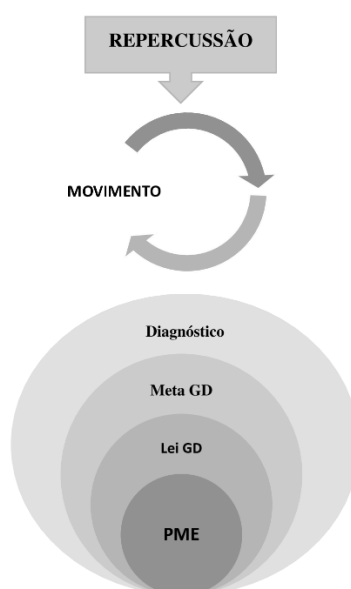 REPERCUSSÃO
MOVIMENTO
Diagnóstico
Meta GD
Lei GD
PME